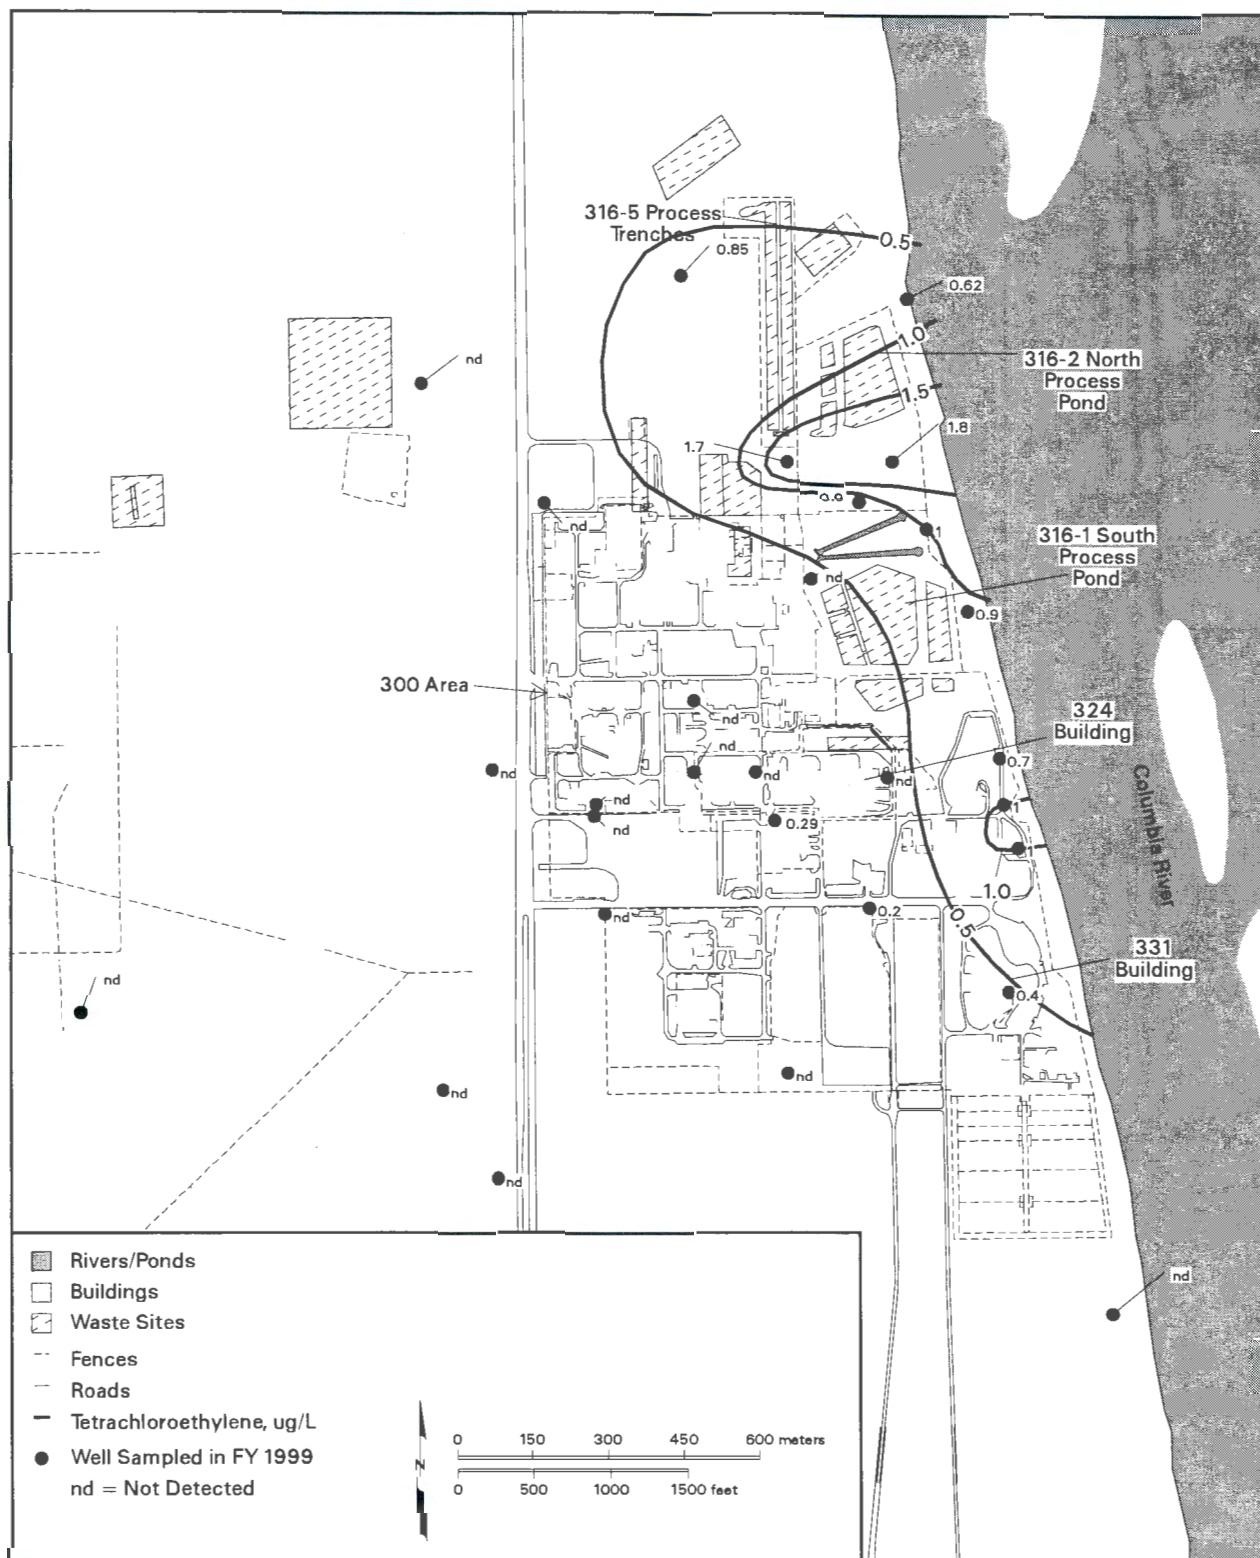 316-5 Process
Trenches
0.85
0.5
0.62
1.0
316-2 North
Process
Pond
nd
1.5
1.8
1.7
0.9
nd
1
316-1 South
Process
Pond
nd
0.9
300 Area
nd
324
Building
nd
0.7
nd
nd
nd
nd
1
nd
0.29
Columbia River
1
1.0
nd
0.2
0.5
331
Building
nd
0.4
nd
nd
nd
nd
Rivers/Ponds
Buildings
Waste Sites
Fences
Roads
Tetrachloroethylene, ug/L
Well Sampled in FY 1999
nd = Not Detected
N
0 150 300 450 600 meters
0 500 1000 1500 feet